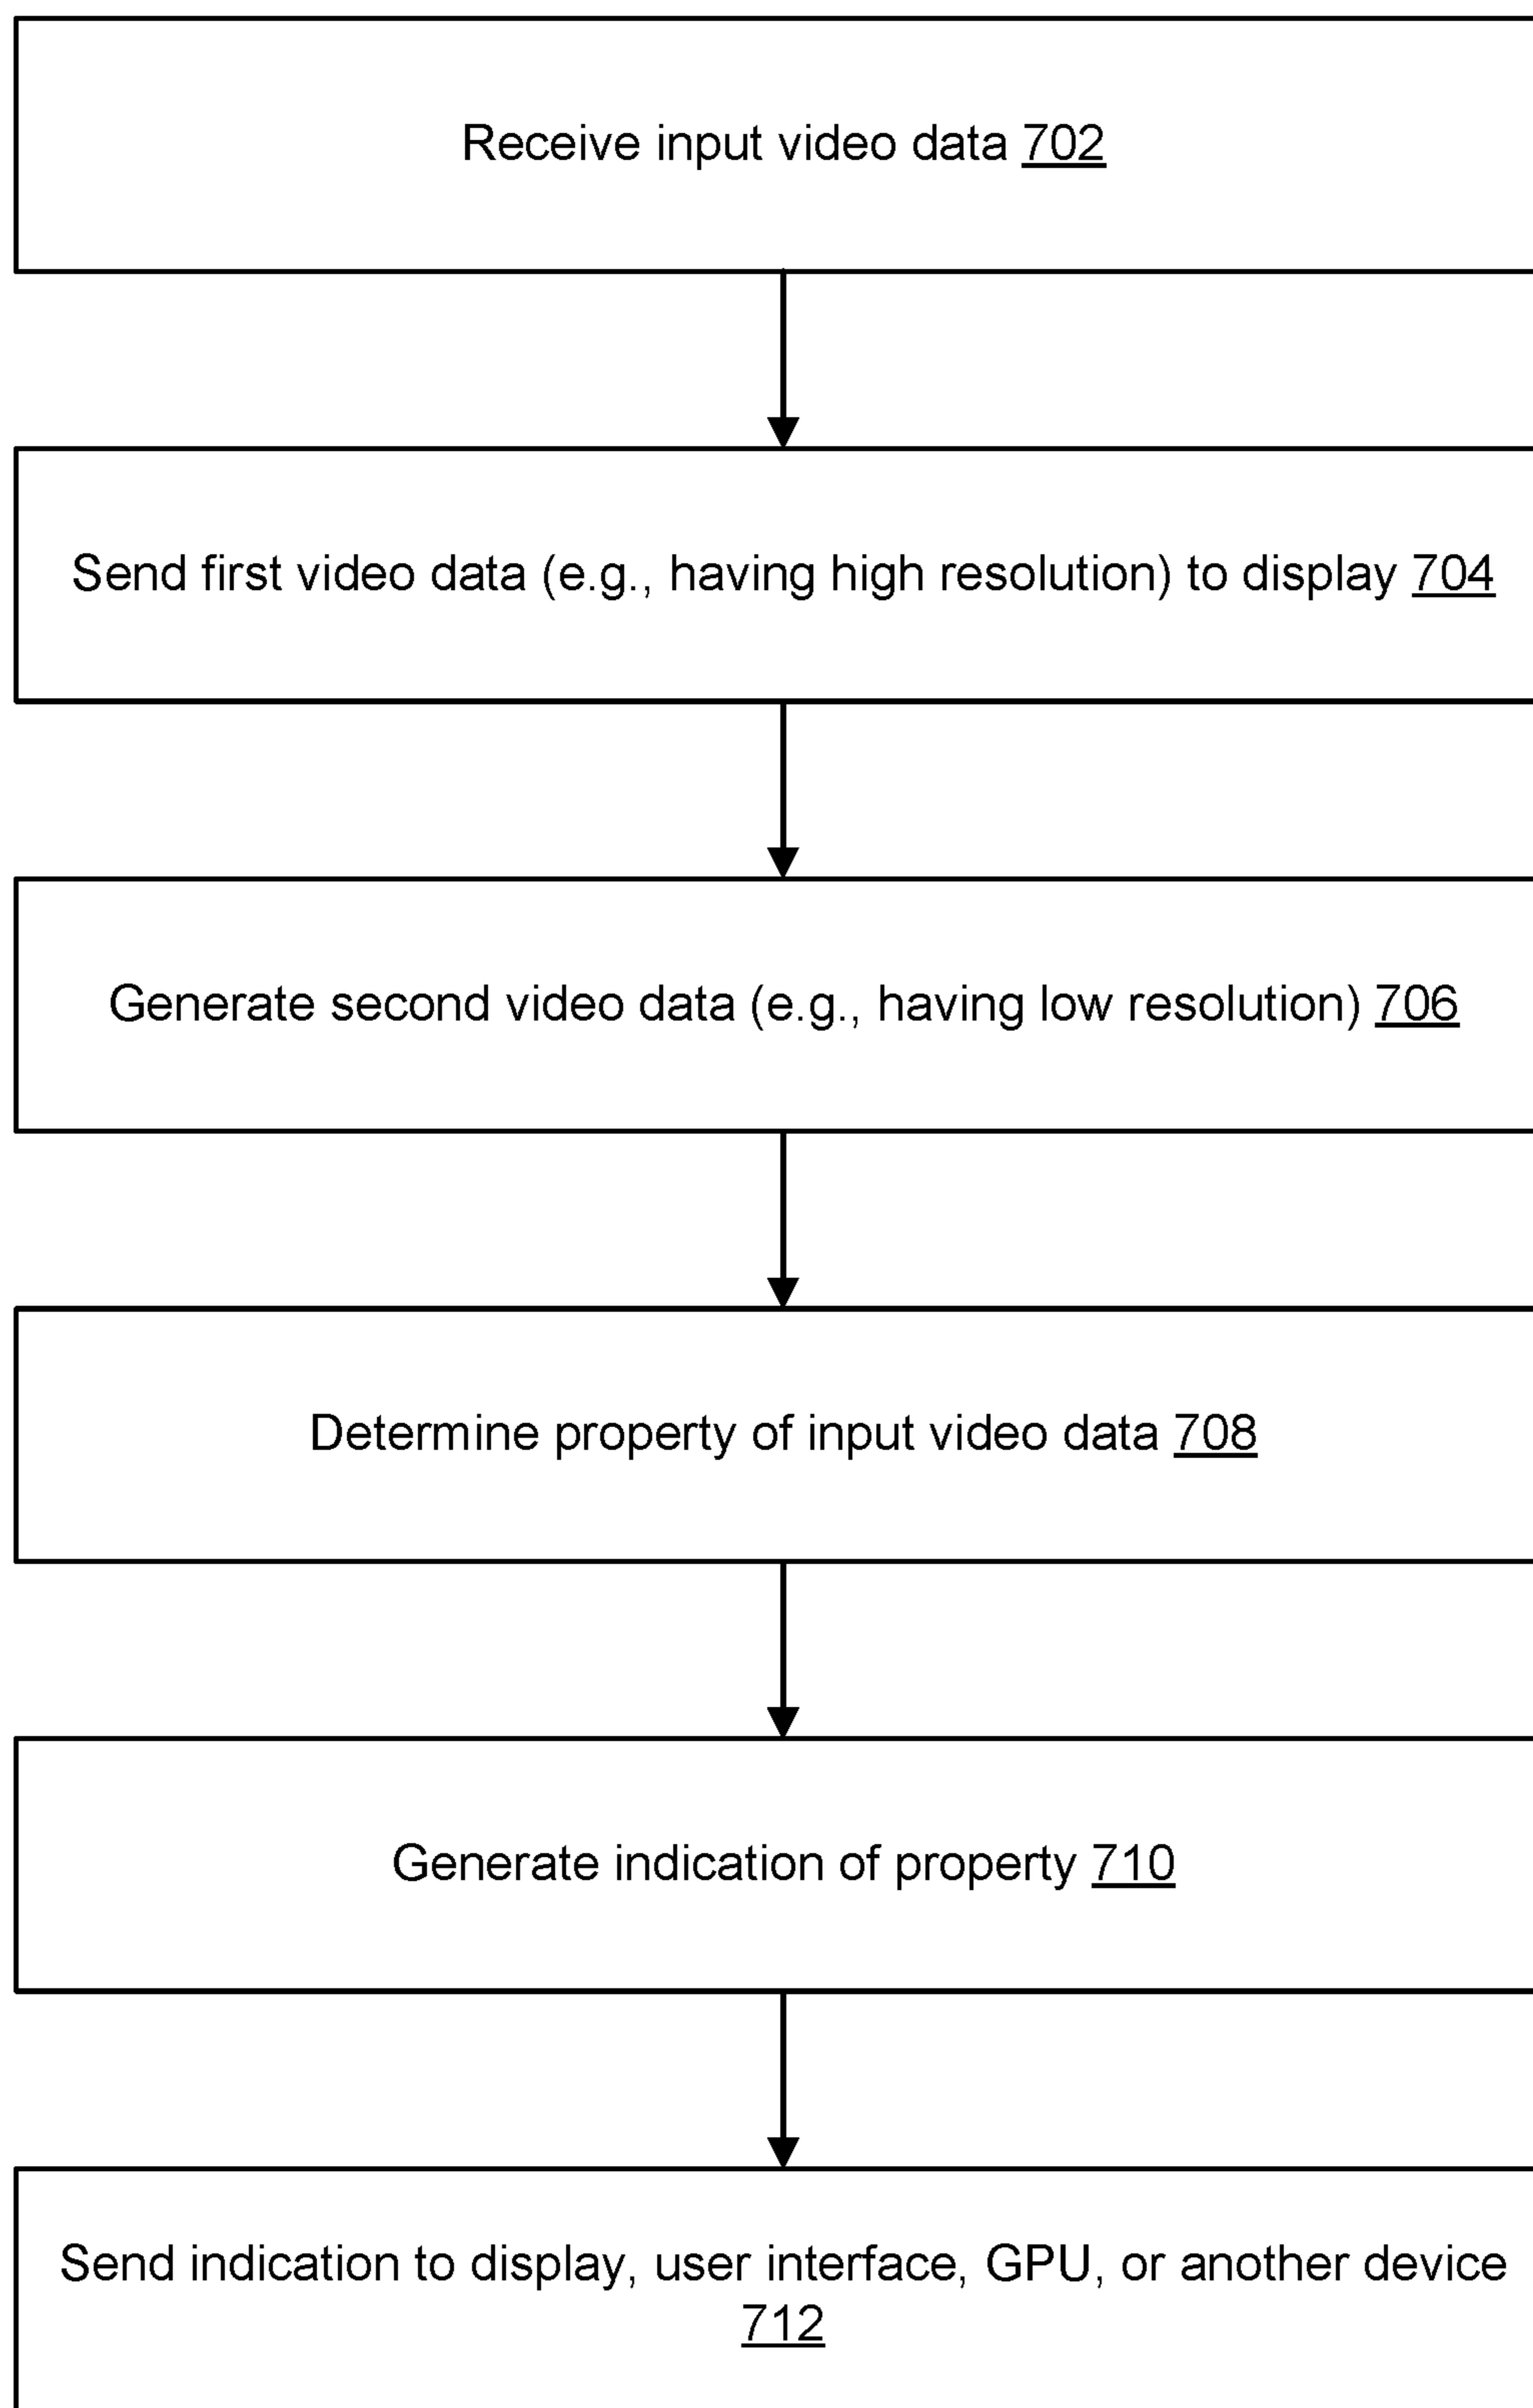 Receive input video data 702
Send first video data (e.g., having high resolution) to display 704
Generate second video data (e.g., having low resolution) 706
Determine property of input video data 708
Generate indication of property 710
Send indication to display, user interface, GPU, or another device
712